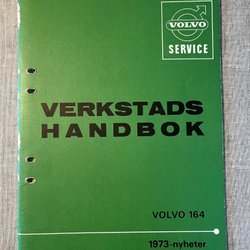 VOLVO
SERVICE
VERKSTADS
HANDBOK
VOLVO 164
1973-nyheter